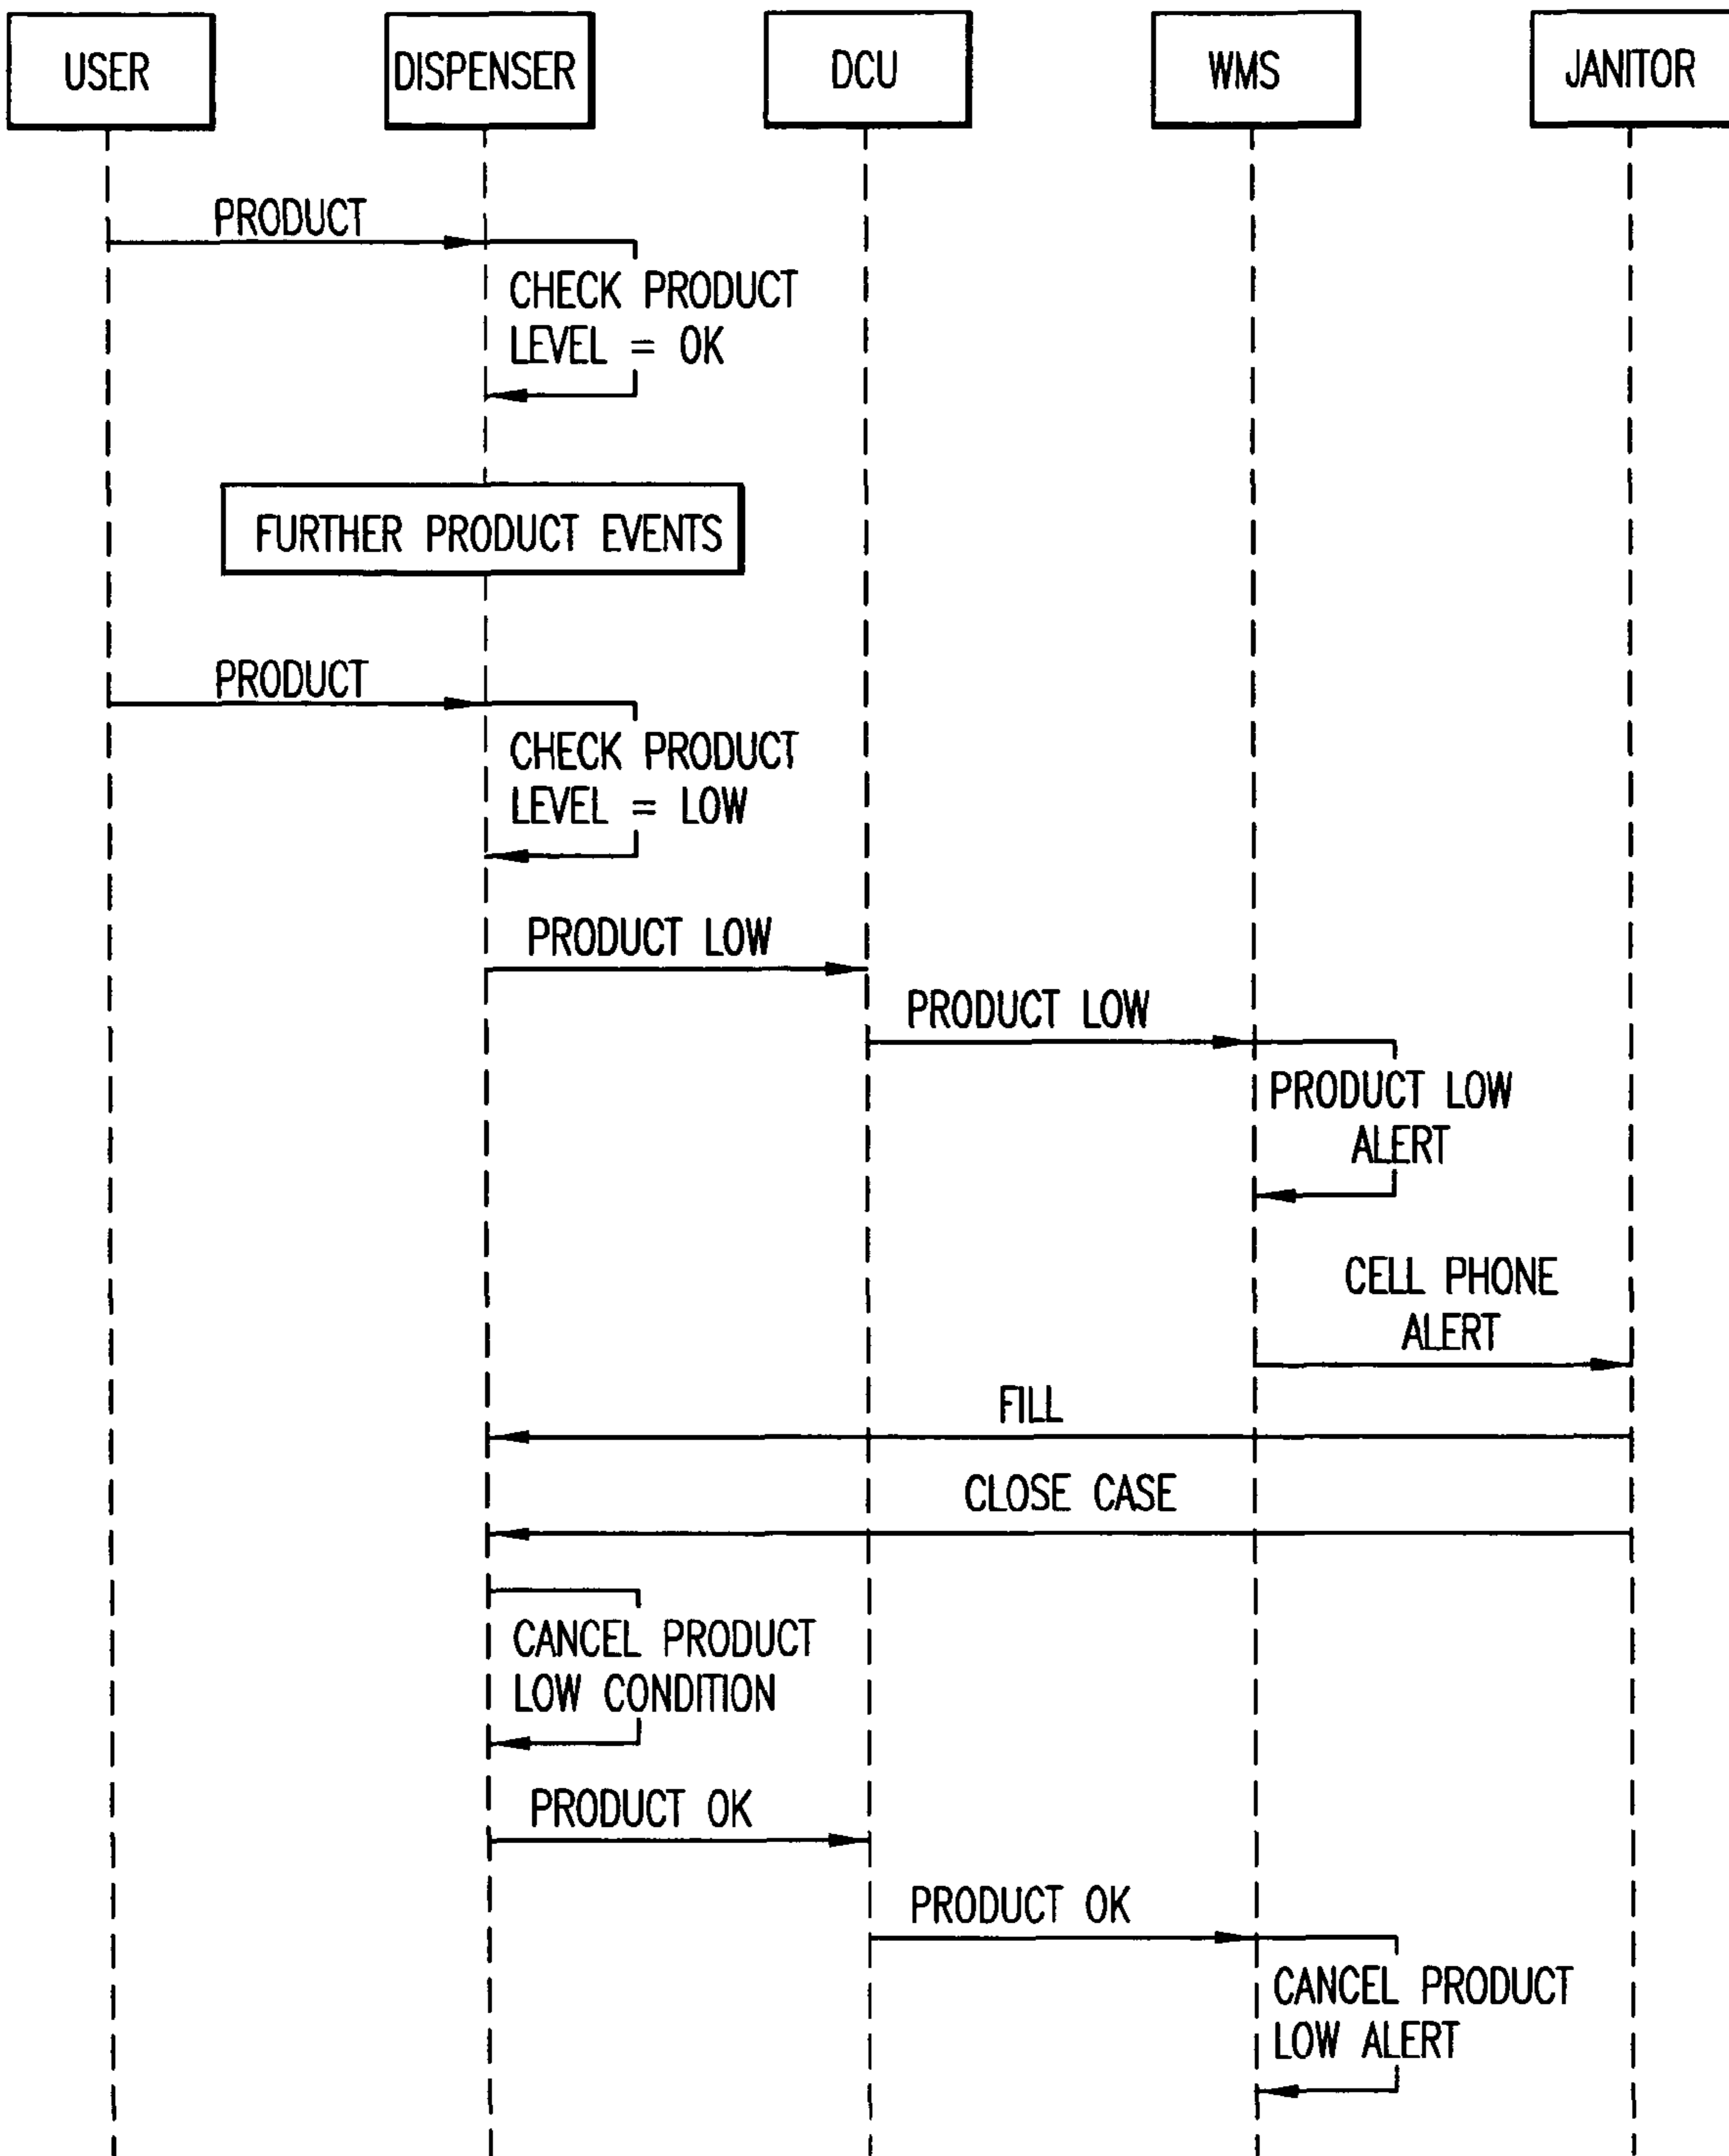 USER
DISPENSER
DCU
WMS
JANITOR
PRODUCT
CHECK PRODUCT
LEVEL = OK
FURTHER PRODUCT EVENTS
PRODUCT
CHECK PRODUCT
LEVEL = LOW
PRODUCT LOW
PRODUCT LOW
PRODUCT LOW
ALERT
CELL PHONE
ALERT
FILL
CLOSE CASE
CANCEL PRODUCT
LOW CONDITION
PRODUCT OK
PRODUCT OK
CANCEL PRODUCT
LOW ALERT